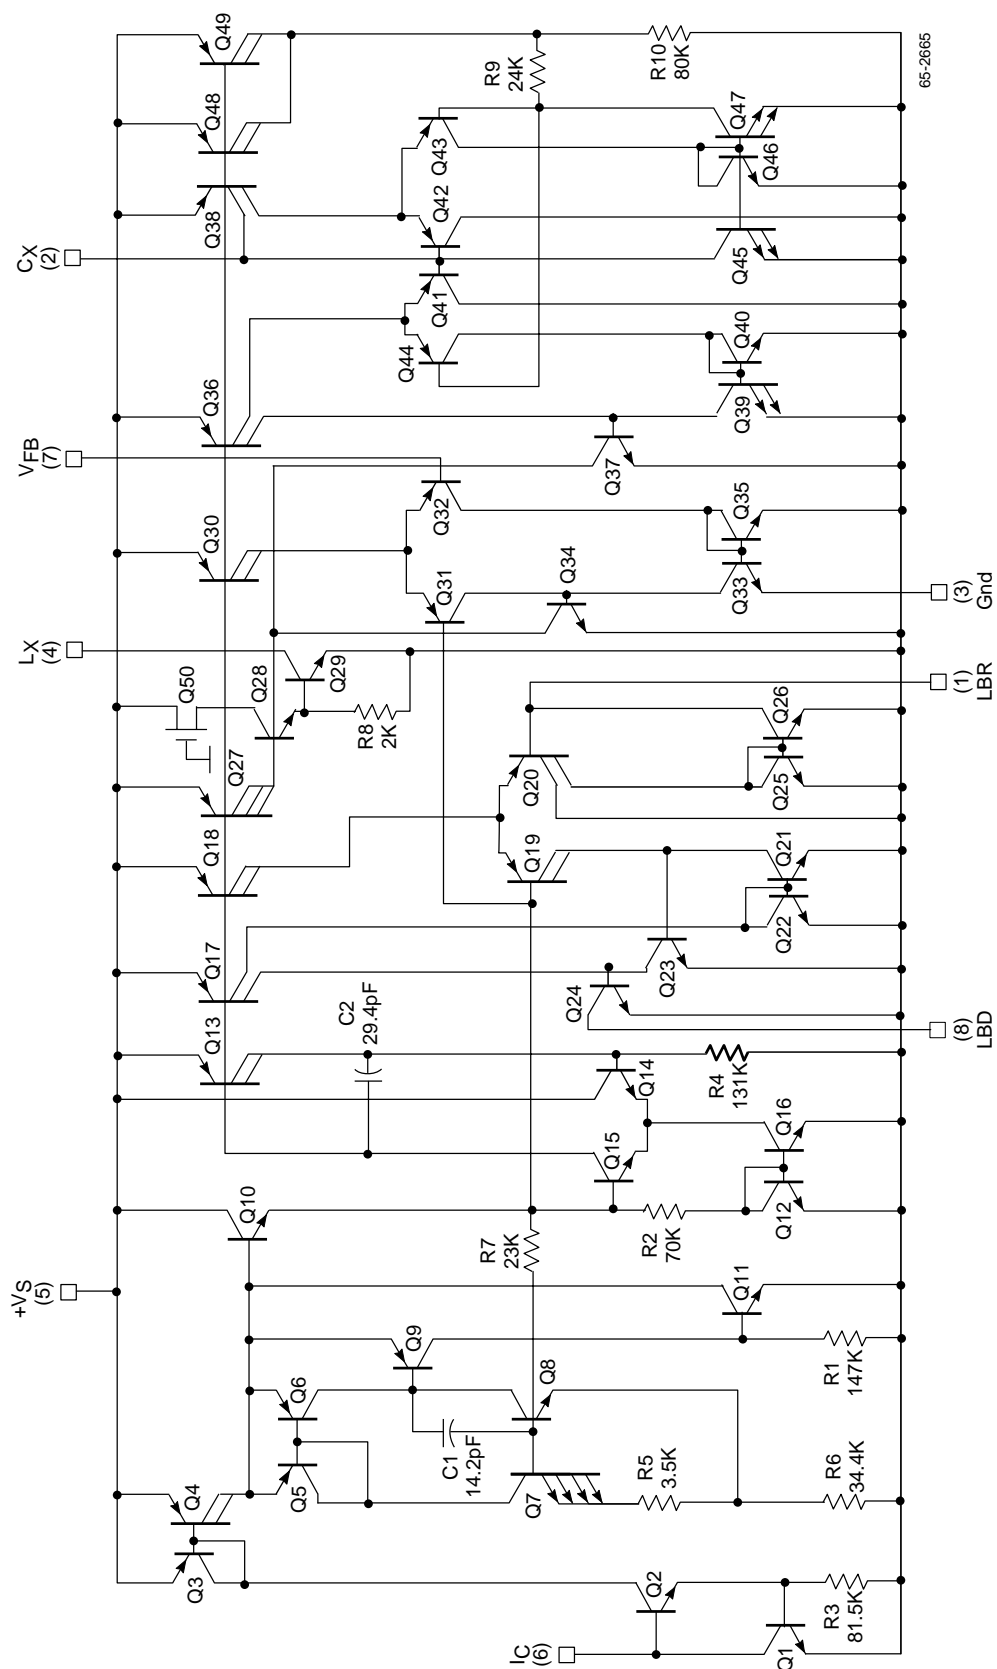 IC
(6)
+VS
(5)
LX
(4)
VFB
(7)
CX
(2)
Q3
Q4
Q10
Q13
Q17
Q18
Q27
Q50
Q30
Q36
Q38
Q48
Q49
Q5
Q6
Q28
Q29
C2
29.4pF
R8
2K
Q9
Q31
Q32
Q44
Q41
Q42
Q43
C1
14.2pF
R7
23K
R9
24K
Q7
Q8
Q19
Q20
Q24
Q34
Q2
R5
3.5K
Q15
Q14
Q23
Q37
R2
70K
R10
80K
Q11
R4
131K
Q33
Q35
Q39
Q40
Q45
Q46
Q47
Q1
R3
81.5K
R6
34.4K
R1
147K
Q12
Q16
Q22
Q21
Q25
Q26
65-2665
(8)
LBD
(1)
LBR
(3)
Gnd